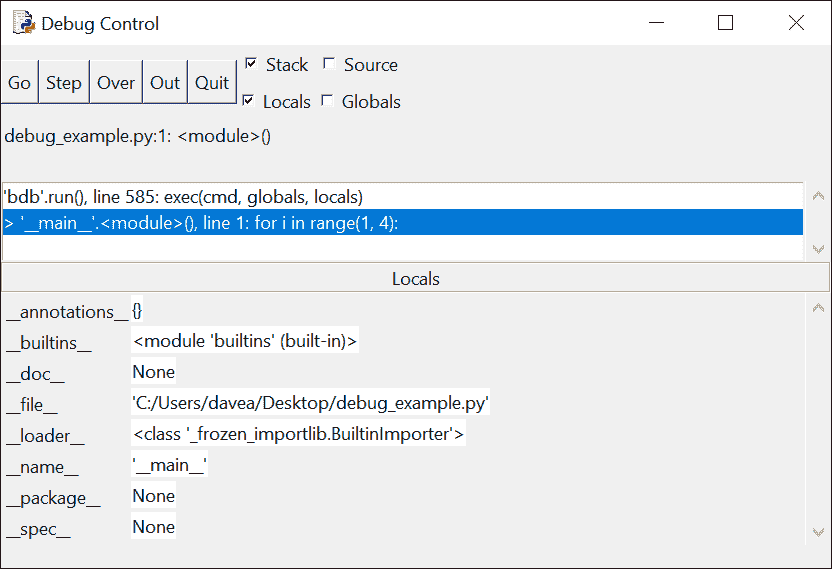 Debug Control
Go Step Over Out Quit
Stack Source
Locals Globals
debug_example.py:1: <module>()
'bdb'.run(), line 585: exec(cmd, globals, locals)
> '__main__'.<module>(), line 1: for i in range(1, 4):
Locals
__annotations__ {}
__builtins__ <module 'builtins' (built-in)>
__doc__ None
__file__ 'C:/Users/davea/Desktop/debug_example.py'
__loader__ <class '_frozen_importlib.BuiltinImporter'>
__name__ '__main__'
__package__ None
__spec__ None